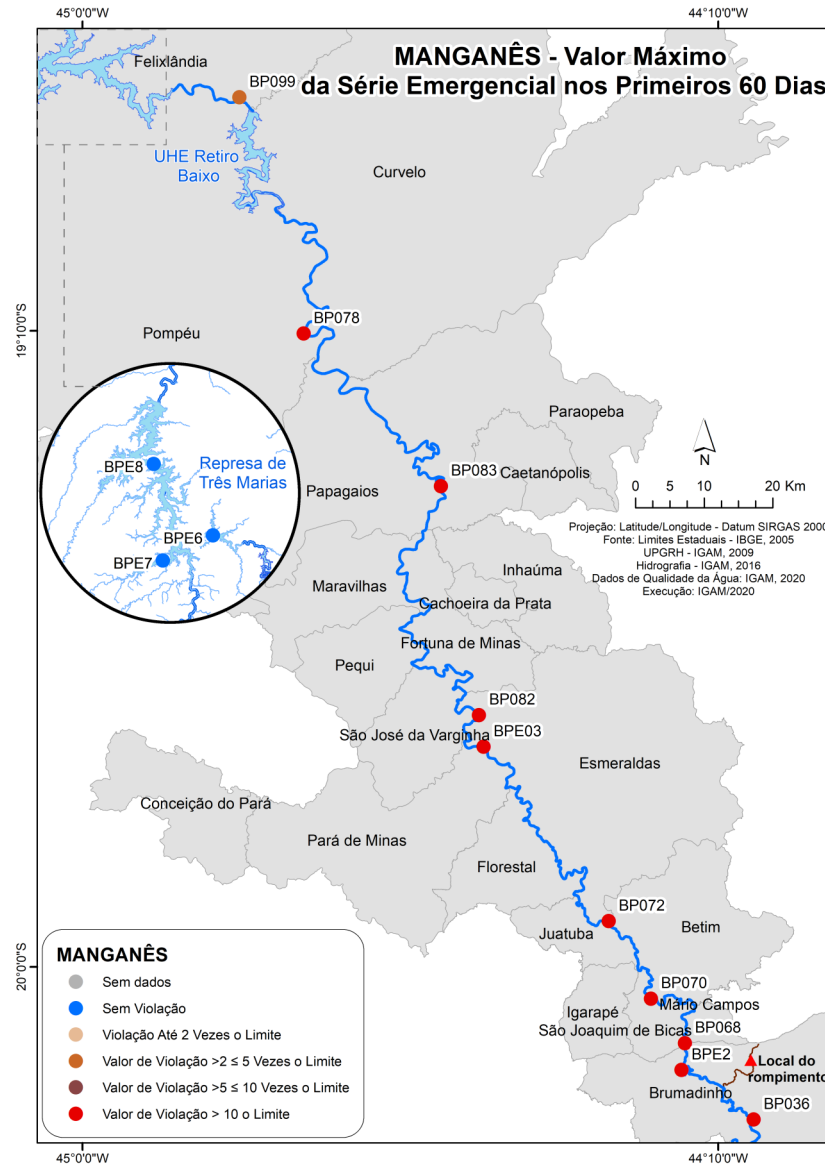 45°0'0"W
44°10'0"W
MANGANÊS - Valor Máximo
da Série Emergencial nos Primeiros 60 Dias
Felixlândia
BP099
UHE Retiro
Baixo
Curvelo
19°10'0"S
BP078
Pompéu
Paraopeba
BP083
Caetanópolis
N
BPE8
Represa de
Três Marias
Papagaios
0 5 10 20 Km
BPE6
BPE7
Projeção: Latitude/Longitude - Datum SIRGAS 2000
Fonte: Limites Estaduais - IBGE, 2005
UPGRH - IGAM, 2009
Hidrografia - IGAM, 2016
Dados de Qualidade da Água: IGAM, 2020
Execução: IGAM/2020
Inhaúma
Maravilhas
Cachoeira da Prata
Fortuna de Minas
Pequi
BP082
São José da Varginha
BPE03
Esmeraldas
Conceição do Pará
Pará de Minas
Florestal
BP072
Juatuba
Betim
20°0'0"S
BP070
Mário Campos
Igarapé
São Joaquim de Bicas
BP068
BPE2
Local do
rompimento
Brumadinho
BP036
MANGANÊS
Sem dados
Sem Violação
Violação Até 2 Vezes o Limite
Valor de Violação >2 ≤ 5 Vezes o Limite
Valor de Violação >5 ≤ 10 Vezes o Limite
Valor de Violação > 10 o Limite
45°0'0"W
44°10'0"W